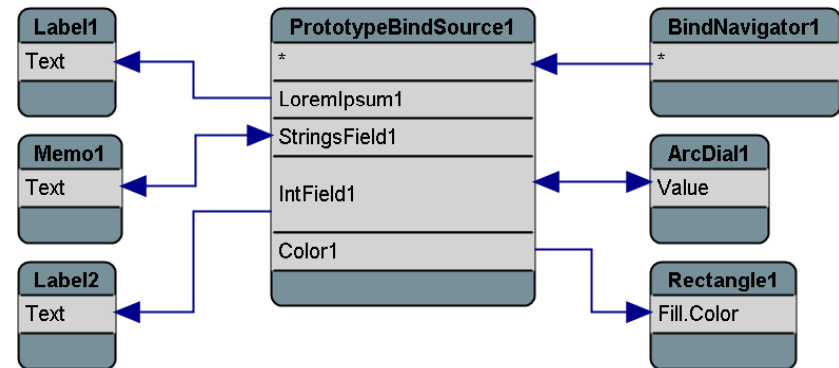 Label1
Text
Memo1
Text
Label2
Text
PrototypeBindSource1
*
LoremIpsum1
StringsField1
IntField1
Color1
BindNavigator1
*
ArcDial1
Value
Rectangle1
Fill.Color